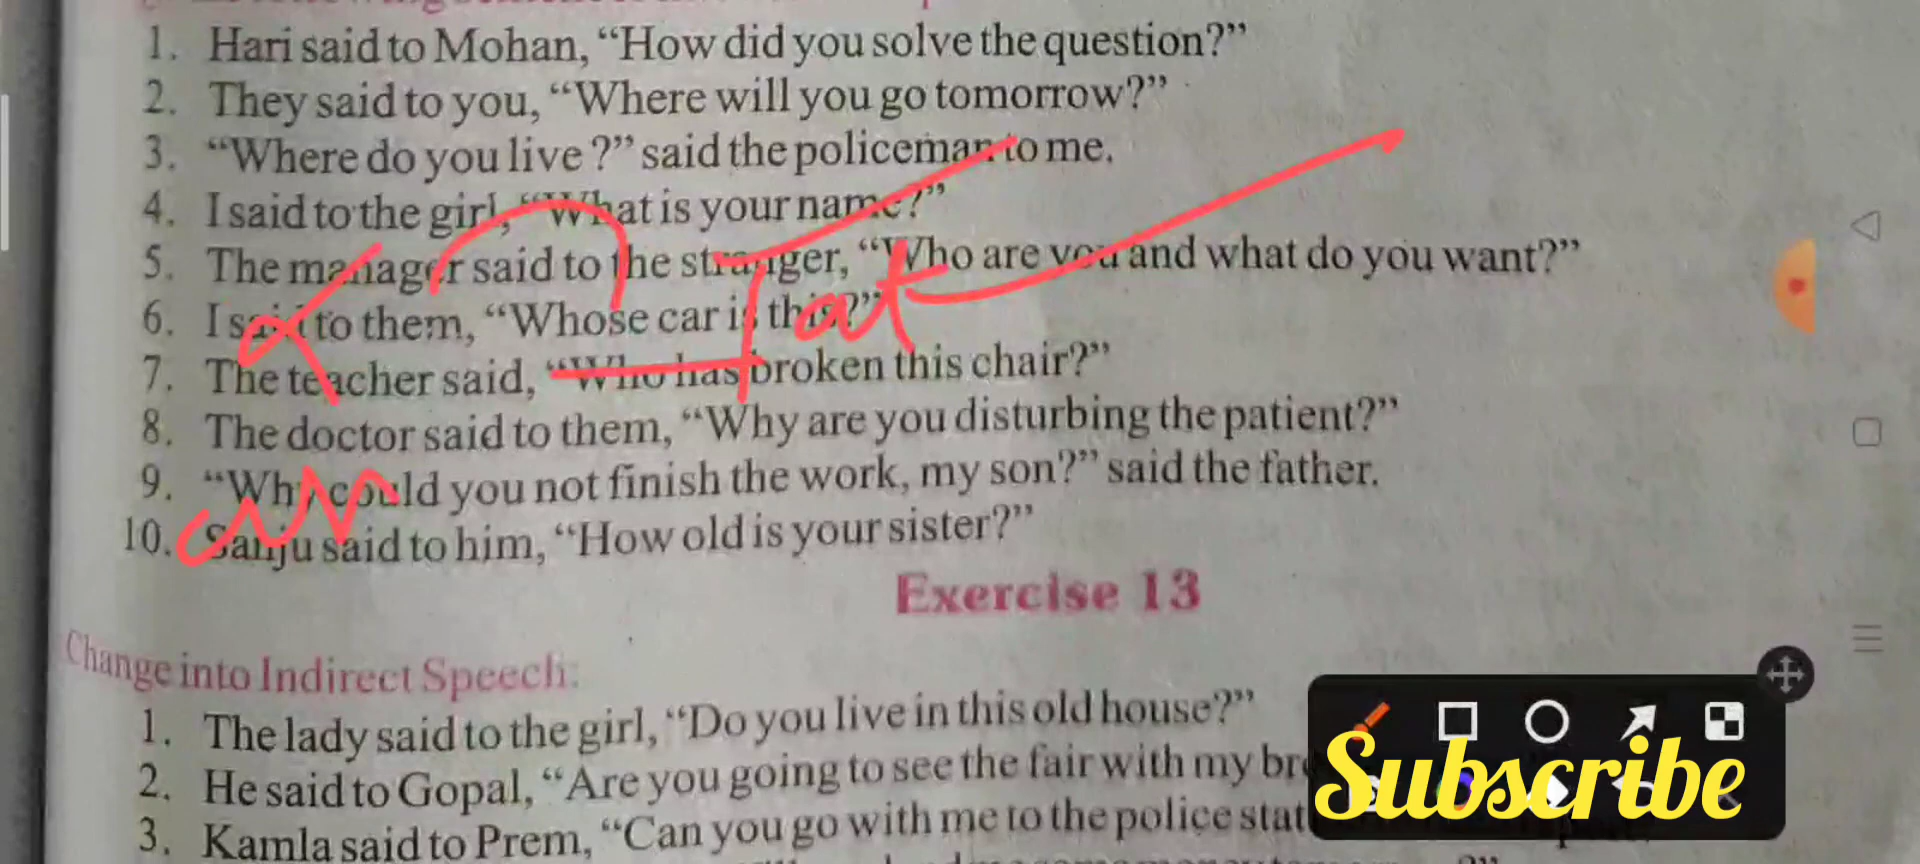 1. Hari said to Mohan, “How did you solve the question?”
2. They said to you, “Where will you go tomorrow?”
3. “Where do you live ?” said the policeman to me.
4. I said to the girl, “What is your name?”
5. The manager said to the stranger, “Who are you and what do you want?”
6. I said to them, “Whose car is this?”
7. The teacher said, “Who has broken this chair?”
8. The doctor said to them, “Why are you disturbing the patient?”
9. “Why could you not finish the work, my son?” said the father.
10. Sanju said to him, “How old is your sister?”
Exercise 13
Change into Indirect Speech:
1. The lady said to the girl, “Do you live in this old house?”
2. He said to Gopal, “Are you going to see the fair with my
3. Kamla said to Prem, “Can you go with me to the police
Subscribe